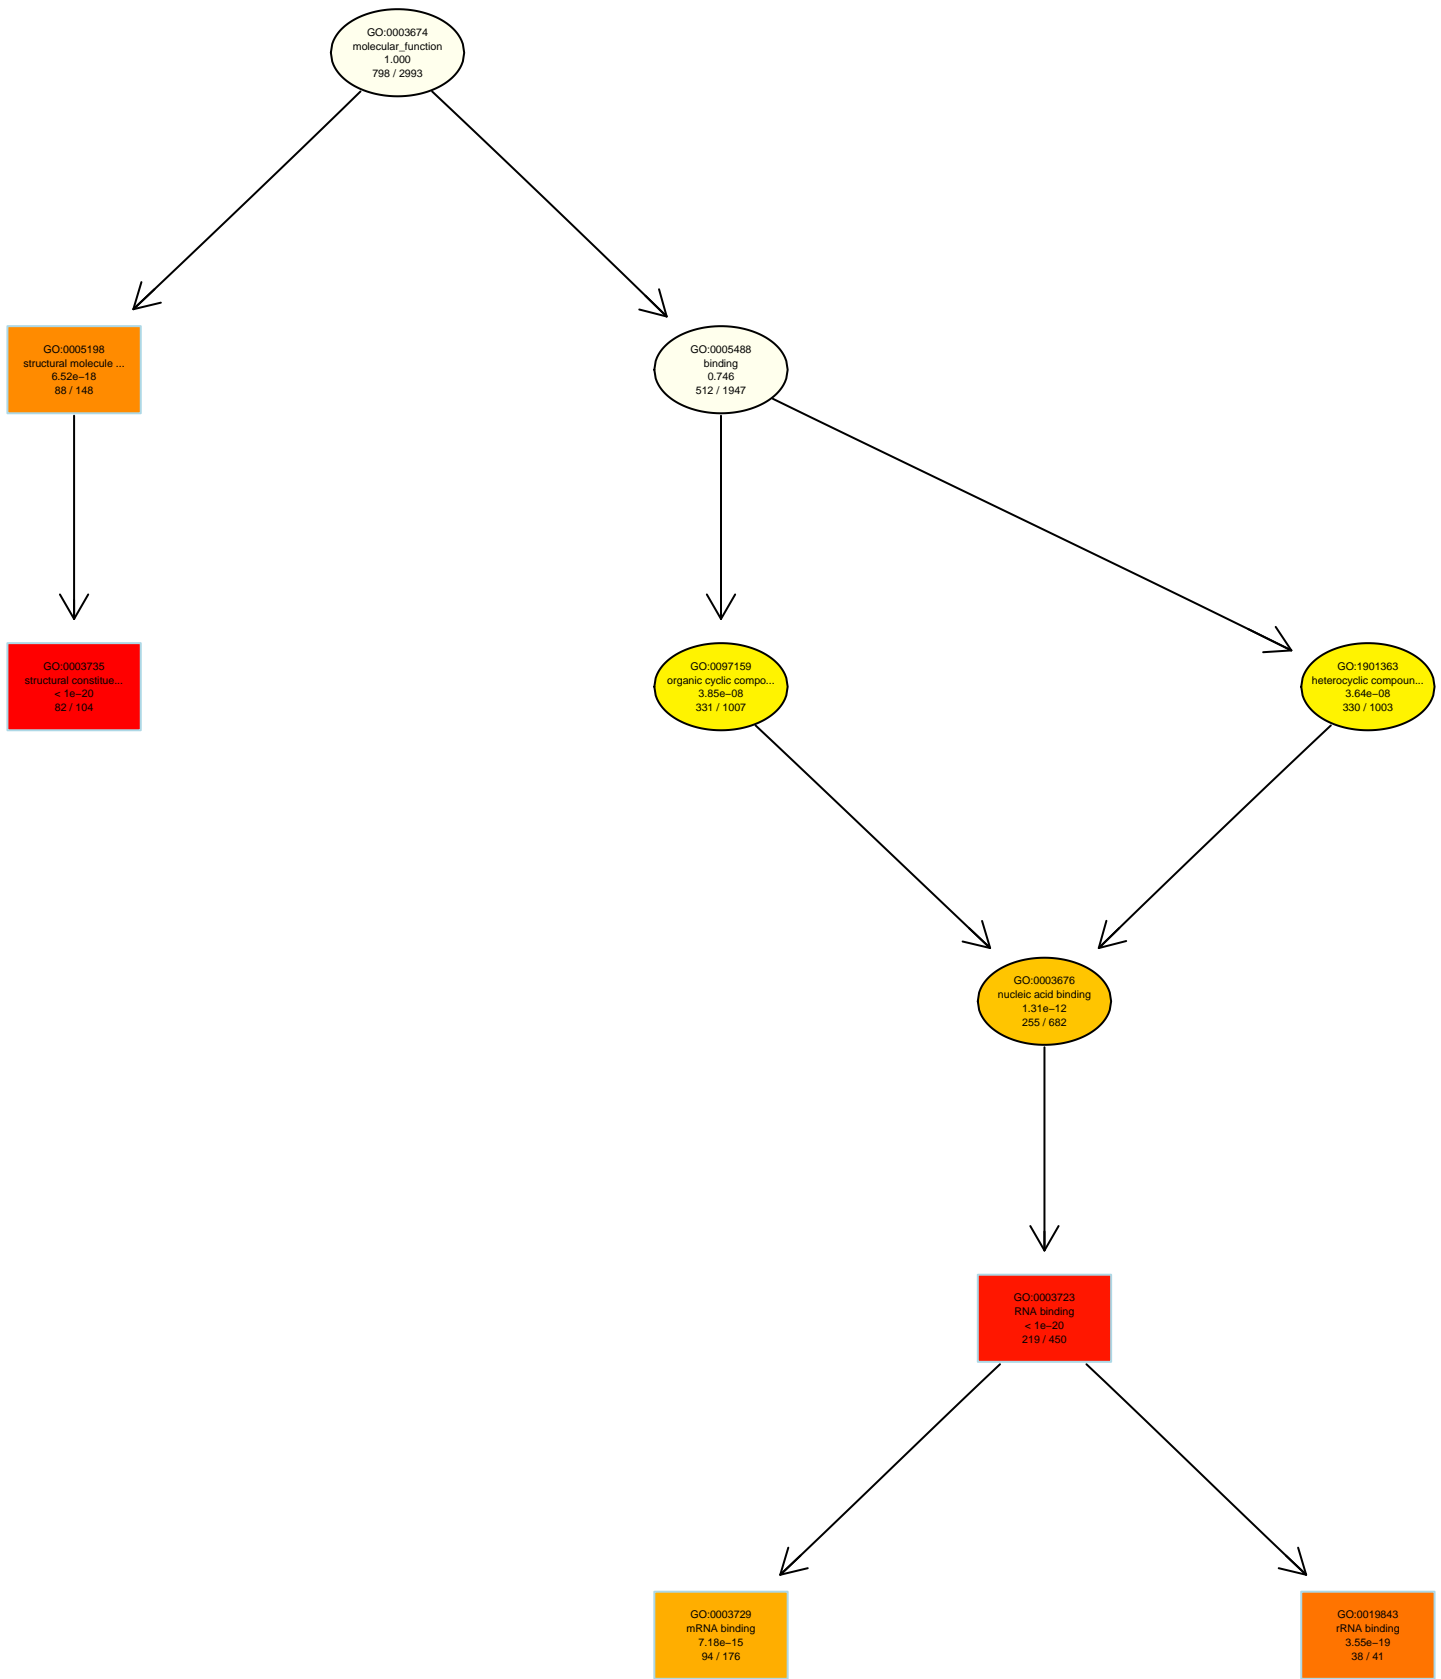 GO:0003674
molecular_function
1.000
798 / 2993
GO:0005198
structural molecule ...
6.52e−18
88 / 148
GO:0005488
binding
0.746
512 / 1947
GO:0003735
structural constitue...
< 1e−20
82 / 104
GO:0097159
organic cyclic compo...
3.85e−08
331 / 1007
GO:1901363
heterocyclic compoun...
3.64e−08
330 / 1003
GO:0003676
nucleic acid binding
1.31e−12
255 / 682
GO:0003723
RNA binding
< 1e−20
219 / 450
GO:0003729
mRNA binding
7.18e−15
94 / 176
GO:0019843
rRNA binding
3.55e−19
38 / 41